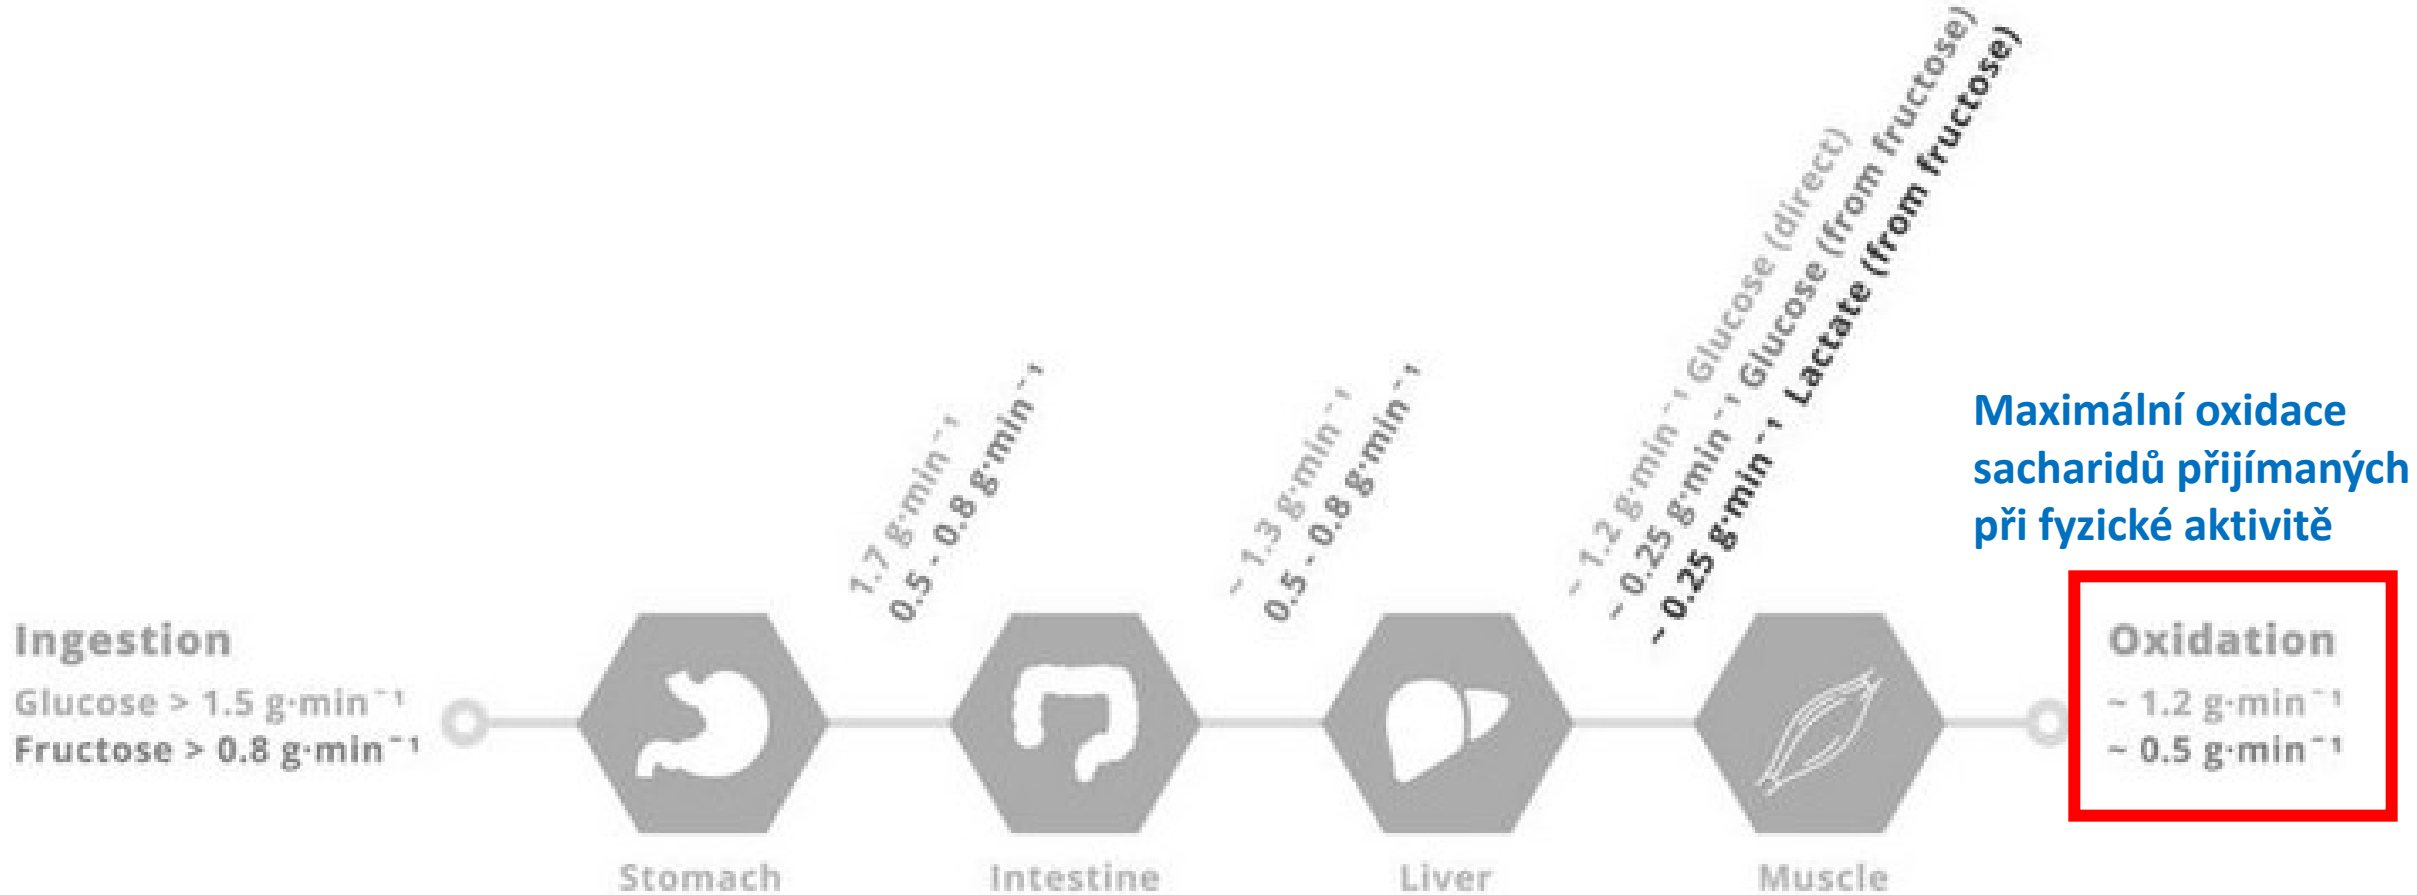 Ingestion
Glucose > 1.5 g·min⁻¹
Fructose > 0.8 g·min⁻¹
Stomach
1.7 g·min⁻¹
0.5 - 0.8 g·min⁻¹
Intestine
~ 1.3 g·min⁻¹
0.5 - 0.8 g·min⁻¹
Liver
~ 1.2 g·min⁻¹ Glucose (direct)
~ 0.25 g·min⁻¹ Glucose (from fructose)
~ 0.25 g·min⁻¹ Lactate (from fructose)
Muscle
Maximální oxidace
sacharidů přijímaných
při fyzické aktivitě
Oxidation
~ 1.2 g·min⁻¹
~ 0.5 g·min⁻¹